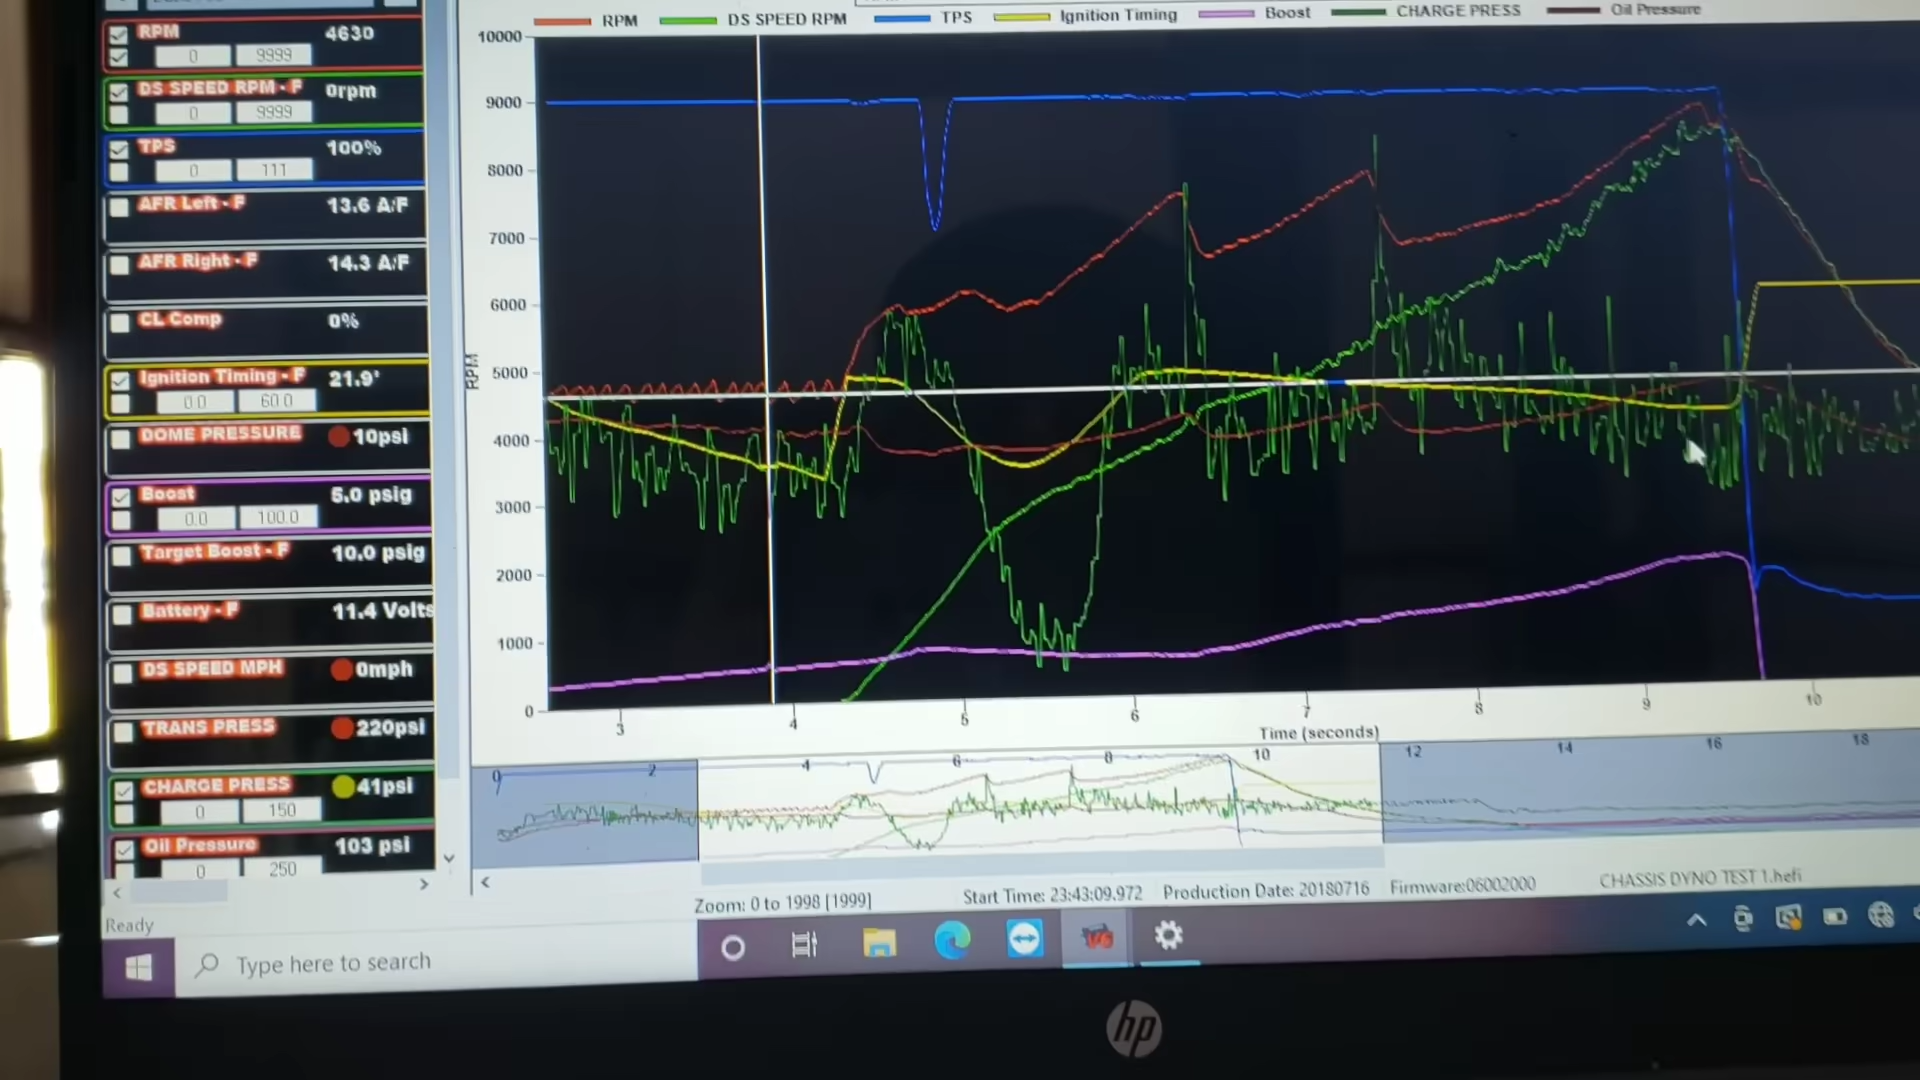 RPM DS SPEED RPM TPS Ignition Timing Boost CHARGE PRESS Oil Pressure
RPM 4630
0 9999
DS SPEED RPM - F 0rpm
0 9999
TPS 100%
0 111
AFR Left - F 13.6 A/F
AFR Right - F 14.3 A/F
CL Comp 0%
Ignition Timing - F 21.9°
0.0 60.0
DOME PRESSURE 10psi
Boost 5.0 psig
0.0 100.0
Target Boost - F 10.0 psig
Battery - F 11.4 Volts
DS SPEED MPH 0mph
TRANS PRESS 220psi
CHARGE PRESS 41psi
0 150
Oil Pressure 103 psi
0 250
Ready
10000
9000
8000
7000
6000
5000
4000
3000
2000
1000
0
RPM
3 4 5 6 7 8 9 10
Time (seconds)
0 2 4 6 8 10 12 14 16 18
Zoom: 0 to 1998 [1999] Start Time: 23:43:09.972 Production Date: 20180716 Firmware:06002000 CHASSIS DYNO TEST 1.hefi
Type here to search
V6
hp